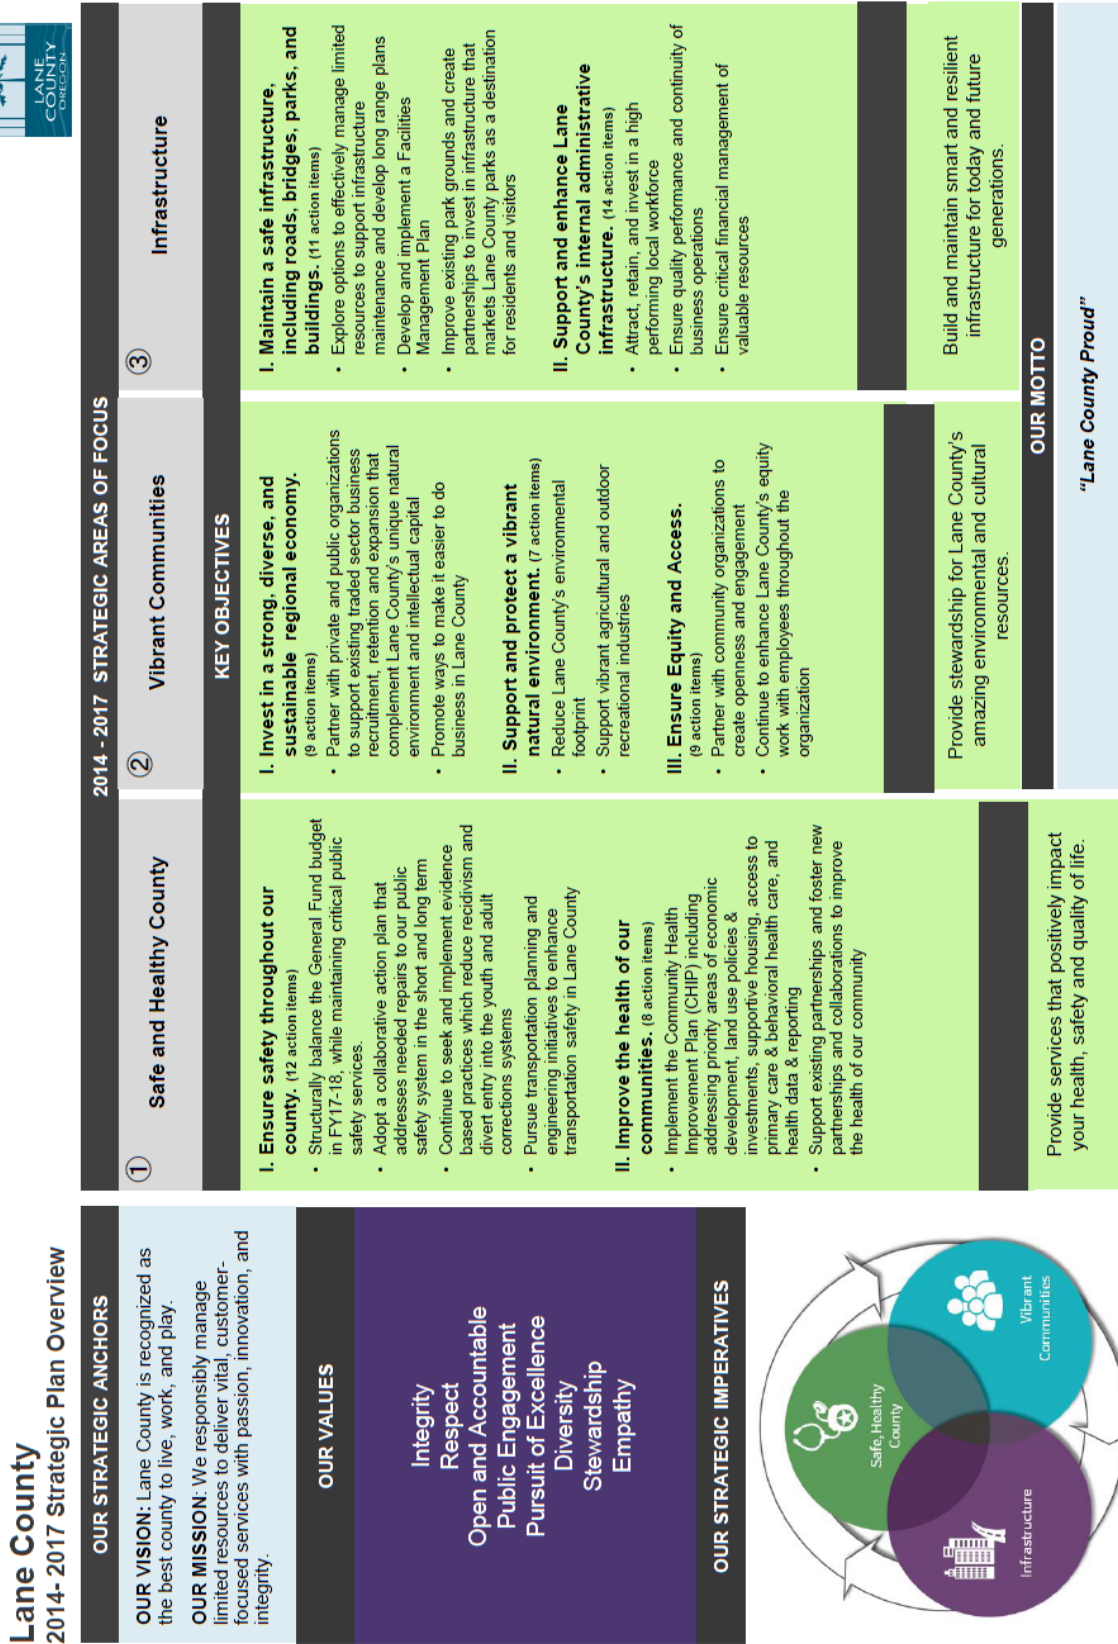 Lane County
2014- 2017 Strategic Plan Overview
LANE
COUNTY
OREGON
OUR STRATEGIC ANCHORS
OUR VISION: Lane County is recognized as
the best county to live, work, and play.
OUR MISSION: We responsibly manage
limited resources to deliver vital, customer-
focused services with passion, innovation, and
integrity.
OUR VALUES
Integrity
Respect
Open and Accountable
Public Engagement
Pursuit of Excellence
Diversity
Stewardship
Empathy
OUR STRATEGIC IMPERATIVES
Safe, Healthy
County
Infrastructure
Vibrant
Communities
2014 - 2017 STRATEGIC AREAS OF FOCUS
① Safe and Healthy County
② Vibrant Communities
③ Infrastructure
KEY OBJECTIVES
I. Ensure safety throughout our
county. (12 action items)
• Structurally balance the General Fund budget
in FY17-18, while maintaining critical public
safety services.
• Adopt a collaborative action plan that
addresses needed repairs to our public
safety system in the short and long term
• Continue to seek and implement evidence
based practices which reduce recidivism and
divert entry into the youth and adult
corrections systems
• Pursue transportation planning and
engineering initiatives to enhance
transportation safety in Lane County
II. Improve the health of our
communities. (8 action items)
• Implement the Community Health
Improvement Plan (CHIP) including
addressing priority areas of economic
development, land use policies &
investments, supportive housing, access to
primary care & behavioral health care, and
health data & reporting
• Support existing partnerships and foster new
partnerships and collaborations to improve
the health of our community
Provide services that positively impact
your health, safety and quality of life.
I. Invest in a strong, diverse, and
sustainable regional economy.
(9 action items)
• Partner with private and public organizations
to support existing traded sector business
recruitment, retention and expansion that
complement Lane County's unique natural
environment and intellectual capital
• Promote ways to make it easier to do
business in Lane County
II. Support and protect a vibrant
natural environment. (7 action items)
• Reduce Lane County's environmental
footprint
• Support vibrant agricultural and outdoor
recreational industries
III. Ensure Equity and Access.
(9 action items)
• Partner with community organizations to
create openness and engagement
• Continue to enhance Lane County's equity
work with employees throughout the
organization
Provide stewardship for Lane County's
amazing environmental and cultural
resources.
I. Maintain a safe infrastructure,
including roads, bridges, parks, and
buildings. (11 action items)
• Explore options to effectively manage limited
resources to support infrastructure
maintenance and develop long range plans
• Develop and implement a Facilities
Management Plan
• Improve existing park grounds and create
partnerships to invest in infrastructure that
markets Lane County parks as a destination
for residents and visitors
II. Support and enhance Lane
County's internal administrative
infrastructure. (14 action items)
• Attract, retain, and invest in a high
performing local workforce
• Ensure quality performance and continuity of
business operations
• Ensure critical financial management of
valuable resources
Build and maintain smart and resilient
infrastructure for today and future
generations.
OUR MOTTO
"Lane County Proud"